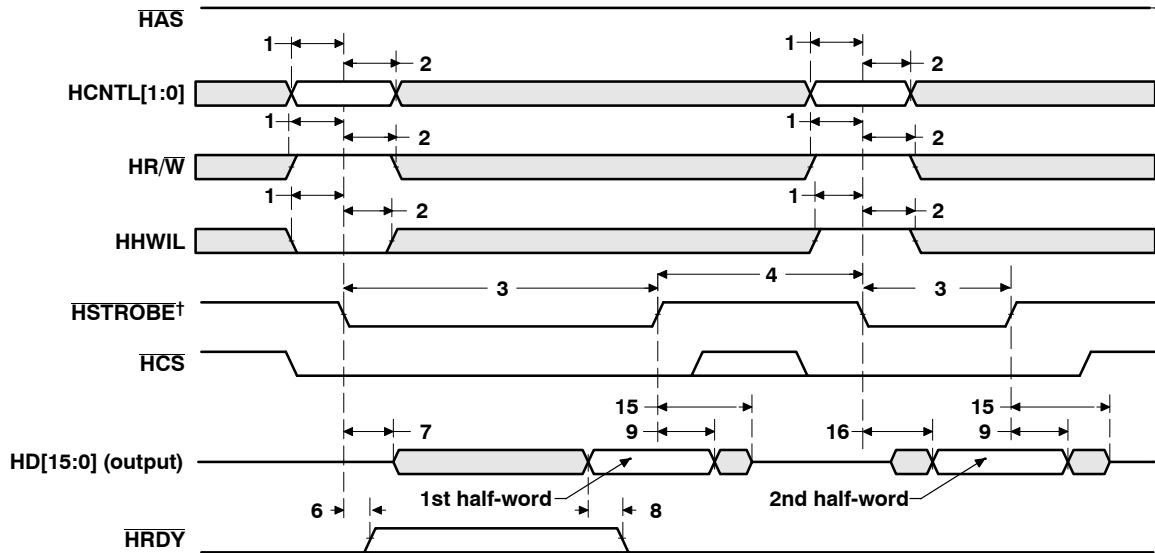 HAS
1
2
1
2
HCNTL[1:0]
1
2
1
2
HR/W
1
2
1
2
HHWIL
3
4
3
HSTROBE†
HCS
15
15
7
9
16
9
HD[15:0] (output)
1st half-word
2nd half-word
6
8
HRDY